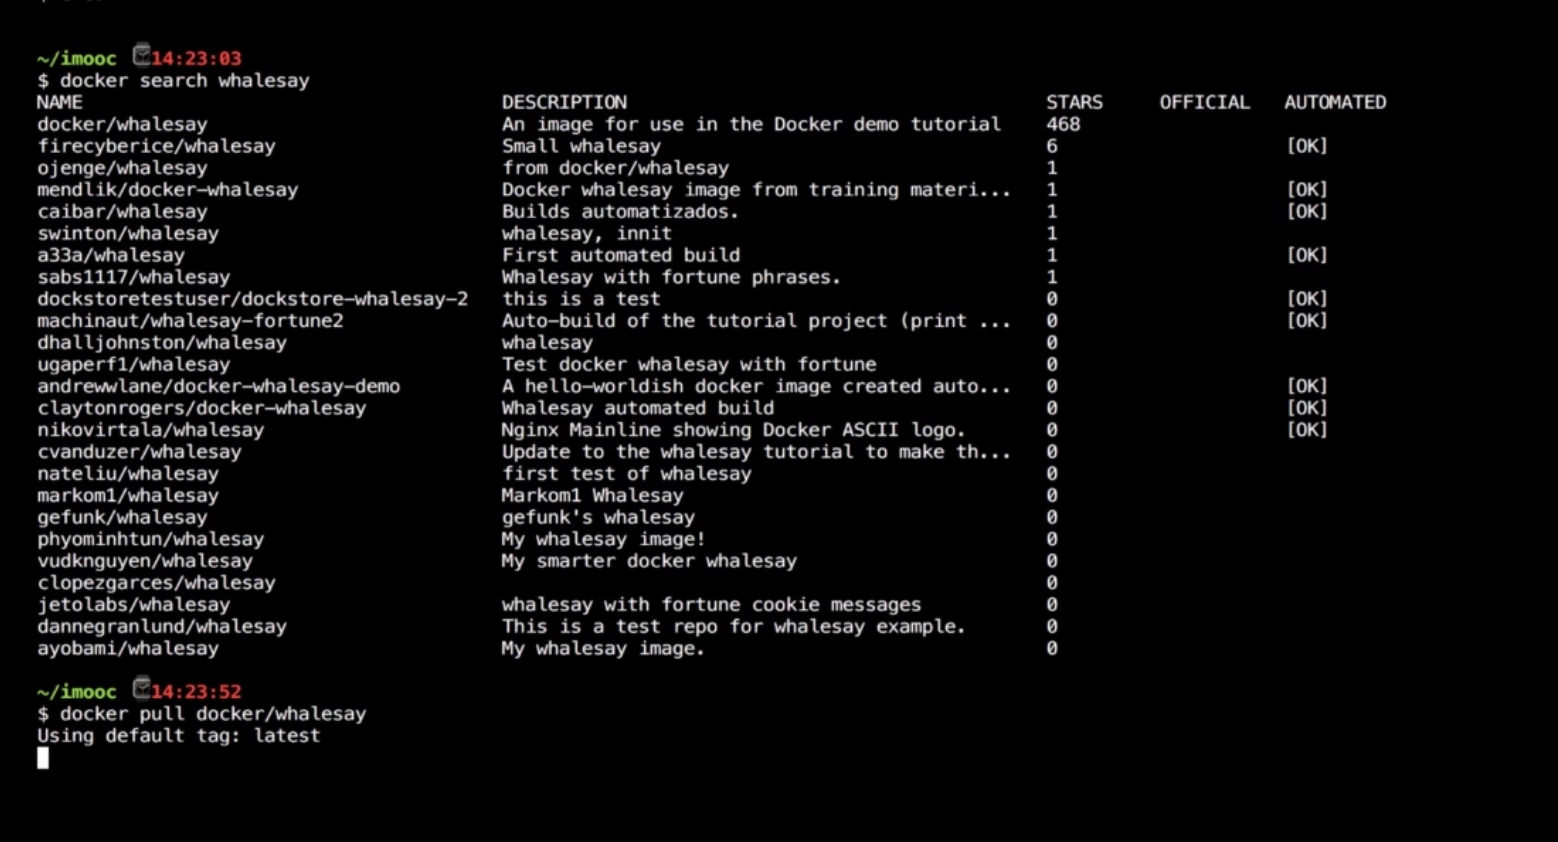 ~/imooc 14:23:03
$ docker search whalesay
NAME DESCRIPTION STARS OFFICIAL AUTOMATED
docker/whalesay An image for use in the Docker demo tutorial 468
firecyberice/whalesay Small whalesay 6 [OK]
ojenge/whalesay from docker/whalesay 1
mendlik/docker-whalesay Docker whalesay image from training materi... 1 [OK]
caibar/whalesay Builds automatizados. 1 [OK]
swinton/whalesay whalesay, innit 1
a33a/whalesay First automated build 1 [OK]
sabs1117/whalesay Whalesay with fortune phrases. 1
dockstoretestuser/dockstore-whalesay-2 this is a test 0 [OK]
machinaut/whalesay-fortune2 Auto-build of the tutorial project (print ... 0 [OK]
dhalljohnston/whalesay whalesay 0
ugaperf1/whalesay Test docker whalesay with fortune 0
andrewwlane/docker-whalesay-demo A hello-worldish docker image created auto... 0 [OK]
claytonrogers/docker-whalesay Whalesay automated build 0 [OK]
nikovirtala/whalesay Nginx Mainline showing Docker ASCII logo. 0 [OK]
cvanduzer/whalesay Update to the whalesay tutorial to make th... 0
nateliu/whalesay first test of whalesay 0
markom1/whalesay Markom1 Whalesay 0
gefunk/whalesay gefunk's whalesay 0
phyominhtun/whalesay My whalesay image! 0
vudknguyen/whalesay My smarter docker whalesay 0
clopezgarces/whalesay 0
jetolabs/whalesay whalesay with fortune cookie messages 0
dannegranlund/whalesay This is a test repo for whalesay example. 0
ayobami/whalesay My whalesay image. 0
~/imooc 14:23:52
$ docker pull docker/whalesay
Using default tag: latest